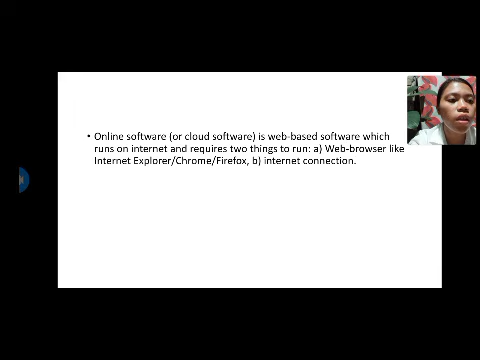 • Online software (or cloud software) is web-based software which
runs on internet and requires two things to run: a) Web-browser like
Internet Explorer/Chrome/Firefox, b) internet connection.